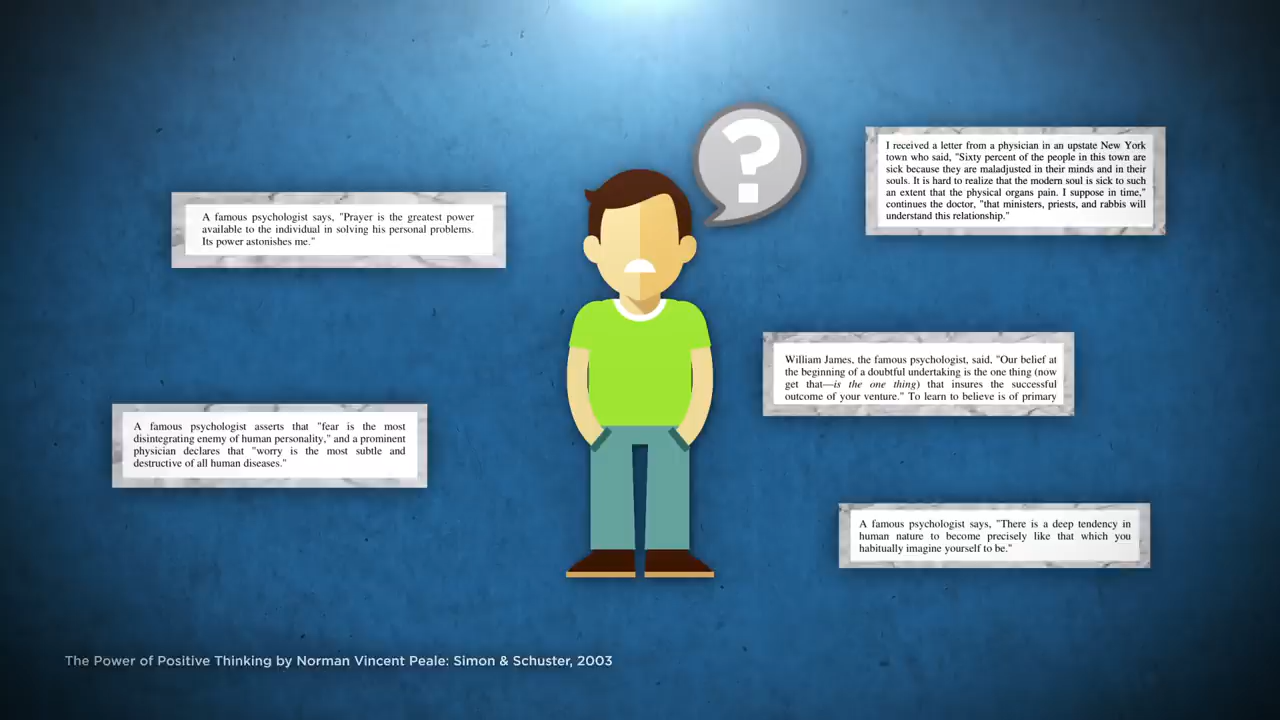 ?
I received a letter from a physician in an upstate New York
town who said, "Sixty percent of the people in this town are
sick because they are maladjusted in their minds and in their
souls. It is hard to realize that the modern soul is sick to such
an extent that the physical organs pain. I suppose in time,"
continues the doctor, "that ministers, priests, and rabbis will
understand this relationship."
A famous psychologist says, "Prayer is the greatest power
available to the individual in solving his personal problems.
Its power astonishes me."
William James, the famous psychologist, said, "Our belief at
the beginning of a doubtful undertaking is the one thing (now
get that—is the one thing) that insures the successful
outcome of your venture." To learn to believe is of primary
A famous psychologist asserts that "fear is the most
disintegrating enemy of human personality," and a prominent
physician declares that "worry is the most subtle and
destructive of all human diseases."
A famous psychologist says, "There is a deep tendency in
human nature to become precisely like that which you
habitually imagine yourself to be."
The Power of Positive Thinking by Norman Vincent Peale: Simon & Schuster, 2003